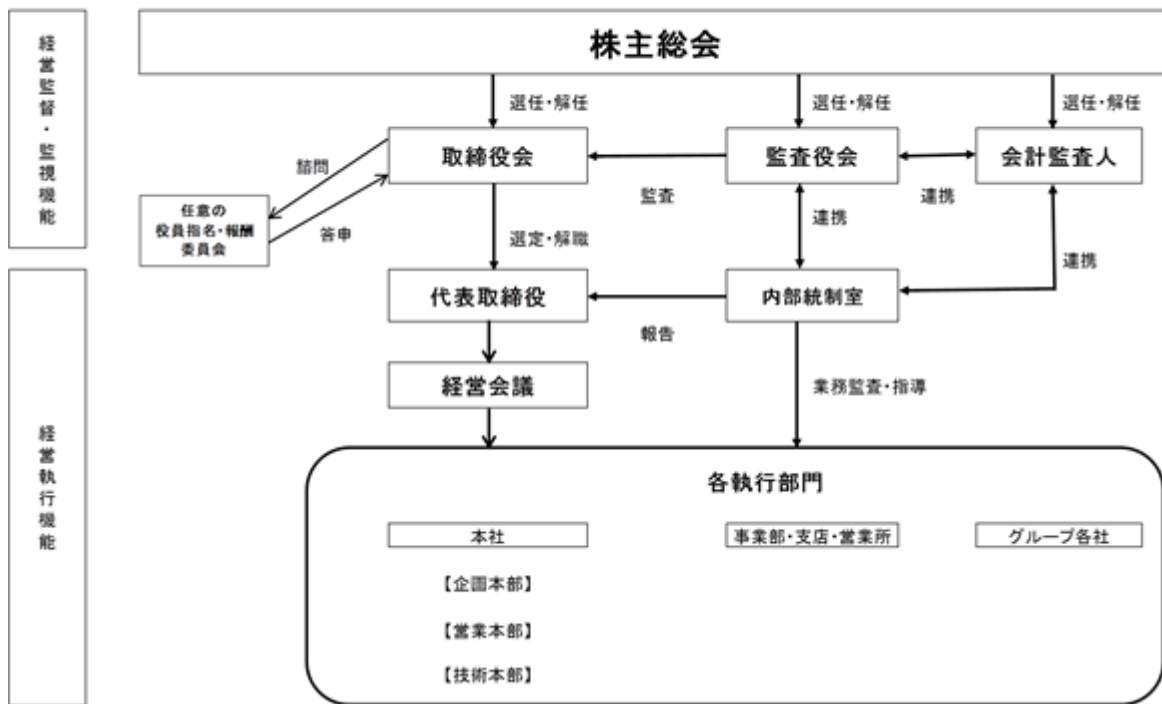 経営監督・監視機能
株主総会
選任・解任
選任・解任
選任・解任
取締役会
監査役会
会計監査人
諮問
答申
監査
連携
連携
任意の
役員指名・報酬
委員会
選定・解職
連携
経営執行機能
代表取締役
内部統制室
報告
経営会議
業務監査・指導
各執行部門
本社
事業部・支店・営業所
グループ各社
【企画本部】
【営業本部】
【技術本部】